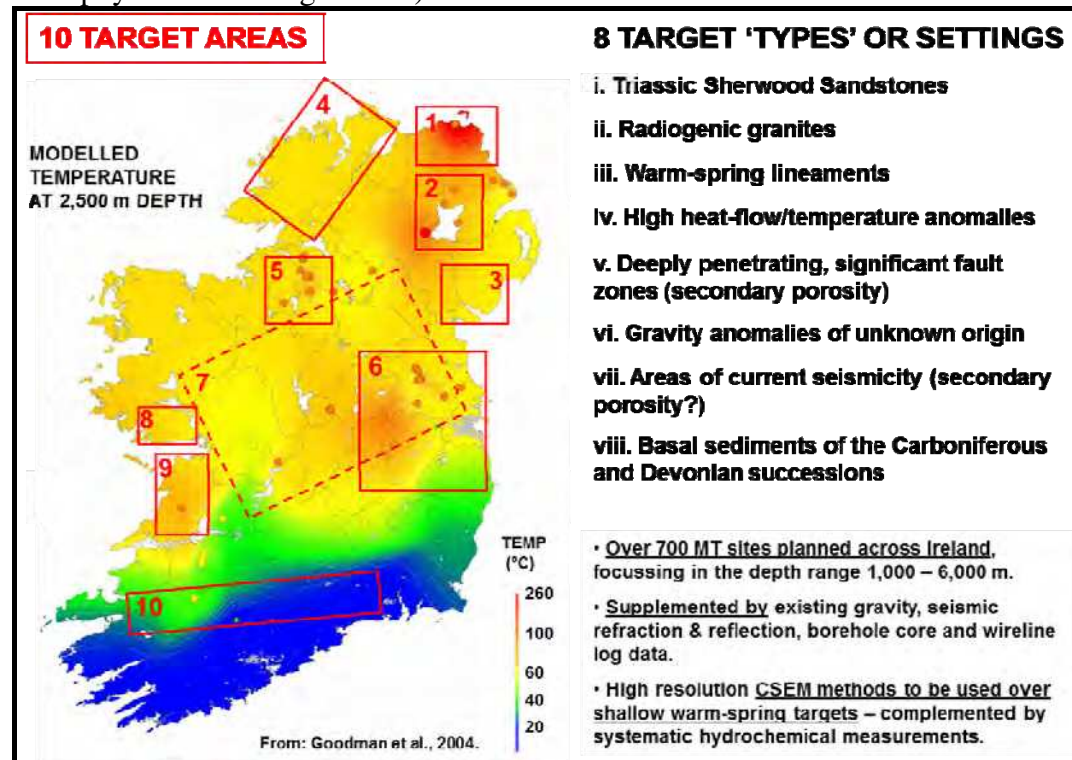 10 TARGET AREAS
MODELLED
TEMPERATURE
AT 2,500 m DEPTH
4
1
2
5
3
7
6
8
9
10
TEMP
(ºC)
260
100
60
40
20
From: Goodman et al., 2004.
8 TARGET ‘TYPES’ OR SETTINGS
i. Triassic Sherwood Sandstones
ii. Radiogenic granites
iii. Warm-spring lineaments
iv. High heat-flow/temperature anomalies
v. Deeply penetrating, significant fault
zones (secondary porosity)
vi. Gravity anomalies of unknown origin
vii. Areas of current seismicity (secondary
porosity?)
viii. Basal sediments of the Carboniferous
and Devonian successions
· Over 700 MT sites planned across Ireland,
focussing in the depth range 1,000 – 6,000 m.
· Supplemented by existing gravity, seismic
refraction & reflection, borehole core and wireline
log data.
· High resolution CSEM methods to be used over
shallow warm-spring targets – complemented by
systematic hydrochemical measurements.